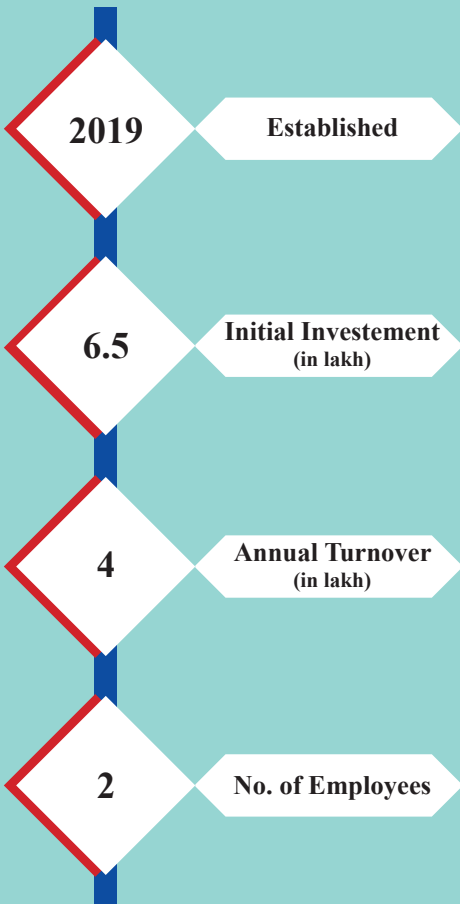 2019
Established
6.5
Initial Investement
(in lakh)
4
Annual Turnover
(in lakh)
2
No. of Employees